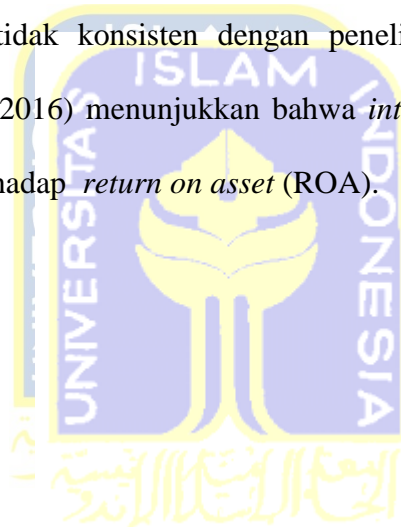 tidak konsisten dengan peneli
2016) menunjukkan bahwa int
hadap return on asset (ROA).
ISLAM
UNIVERSITAS
INDONESIA